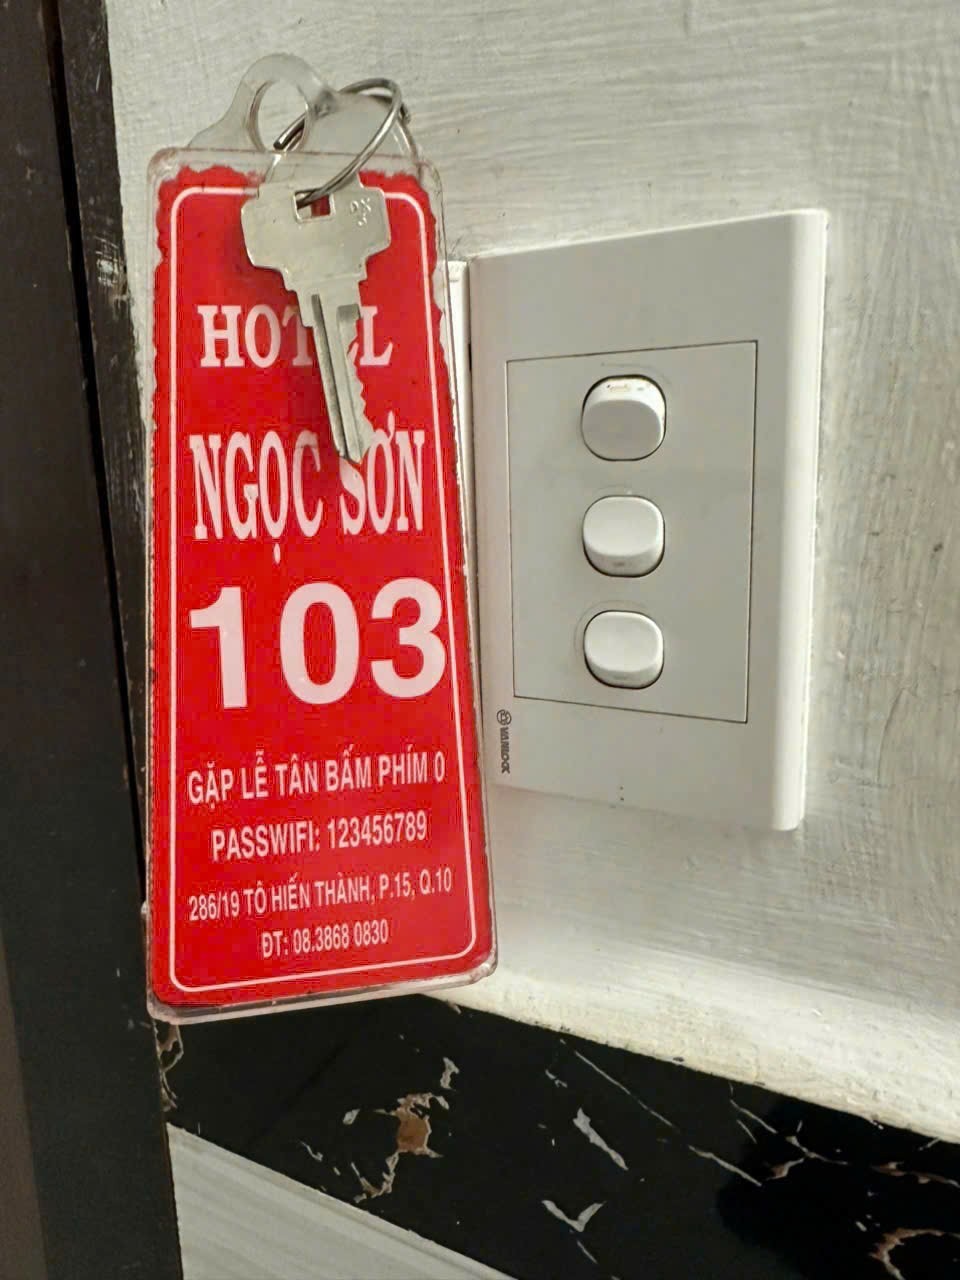 HOTEL
NGỌC SƠN
103
GẶP LỄ TÂN BẤM PHÍM 0
PASSWIFI: 123456789
286/19 TÔ HIẾN THÀNH, P.15, Q.10
ĐT: 08.3868 0830
VANLOCK